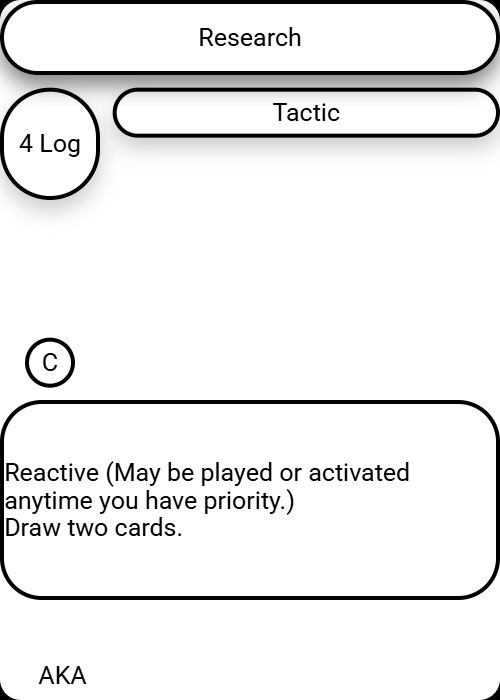 Research
4 Log
Tactic
C
Reactive (May be played or activated
anytime you have priority.)
Draw two cards.
AKA